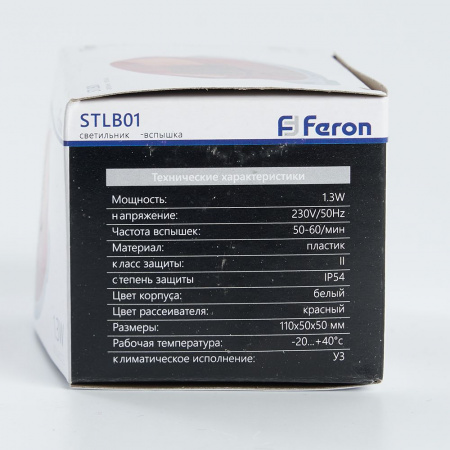 STLB01
светильник -вспышка
Feron
Технические характеристики
Мощность: 1.3W
напряжение: 230V/50Hz
Частота вспышек: 50-60/мин
Материал: пластик
класс защиты: II
степень защиты IP54
Цвет корпуса: белый
Цвет рассеивателя: красный
Размеры: 110x50x50 мм
Рабочая температура: -20...+40°с
климатическое исполнение: У3